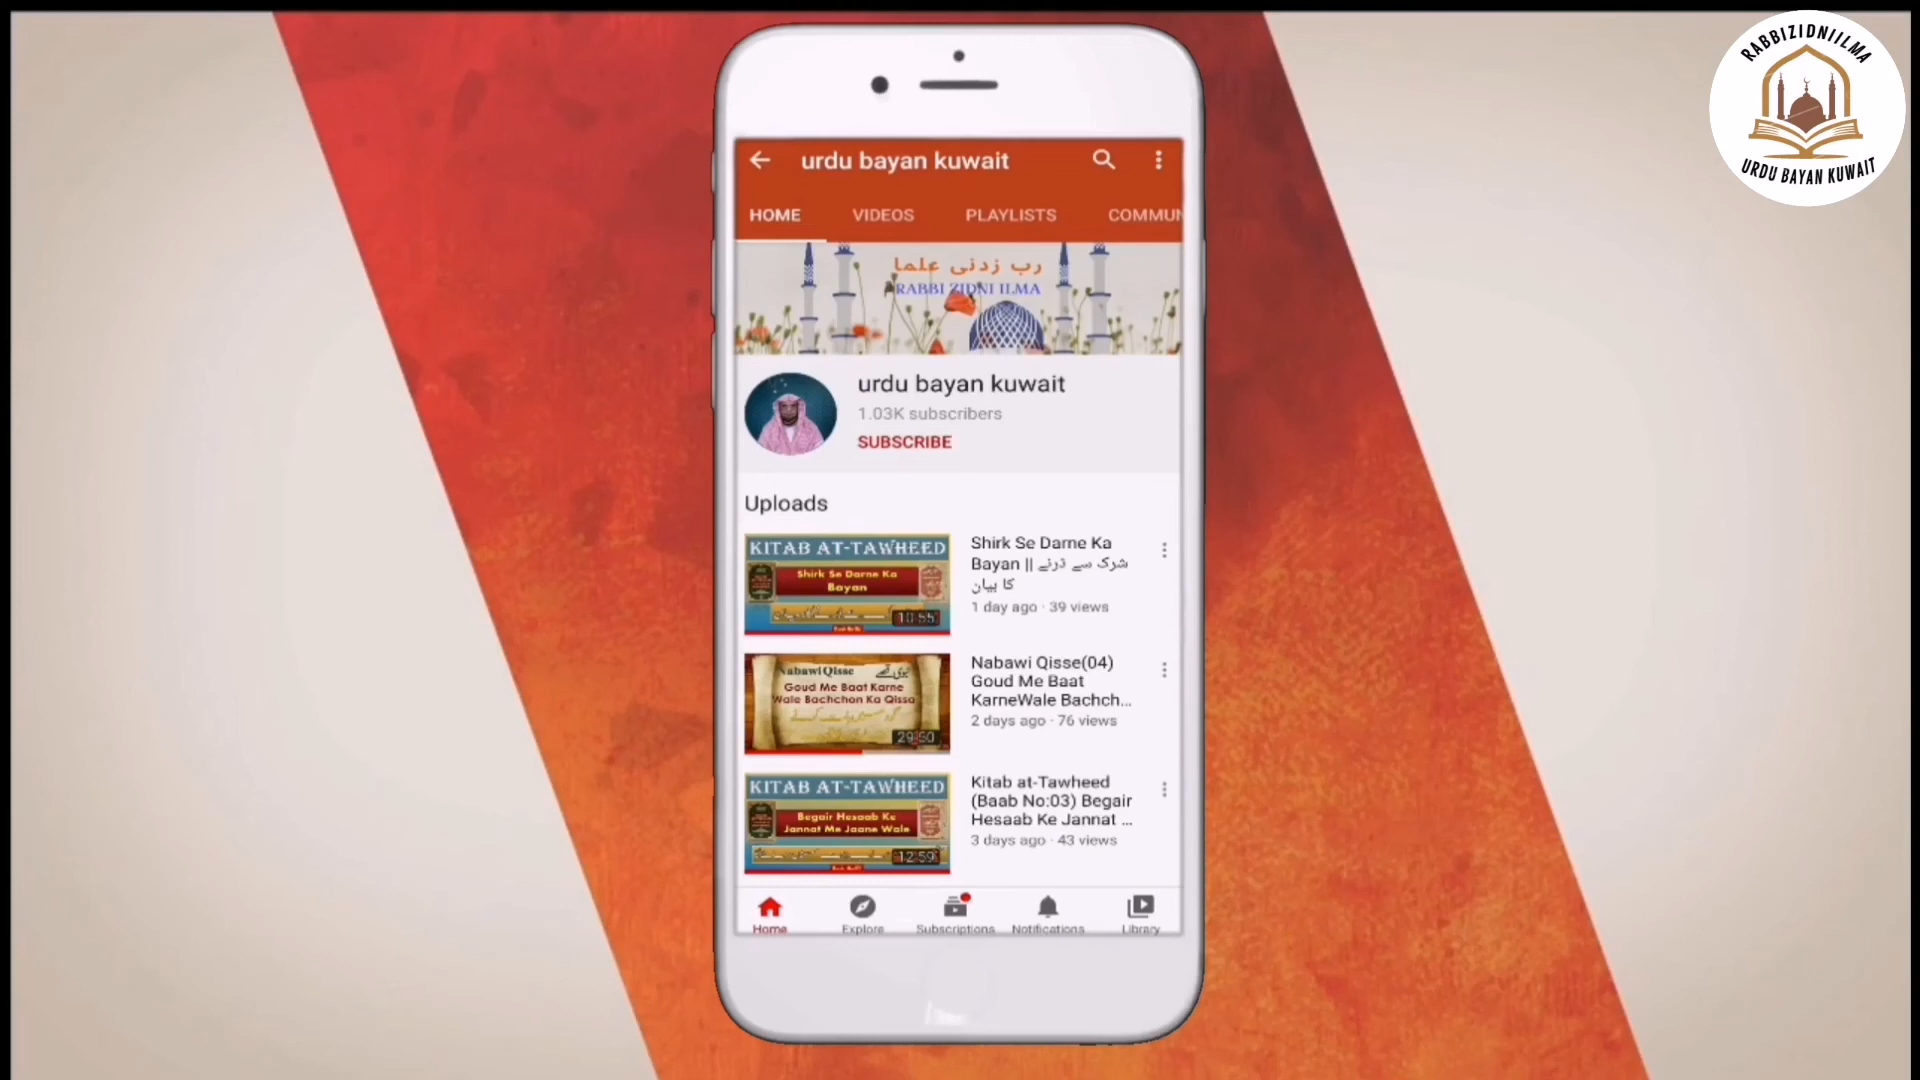 RABBIZIDNIILMA
URDU BAYAN KUWAIT
urdu bayan kuwait
HOME VIDEOS PLAYLISTS COMMUN
رب زدنی علما
RABBI ZIDNI ILMA
urdu bayan kuwait
1.03K subscribers
SUBSCRIBE
Uploads
KITAB AT-TAWHEED
Shirk Se Darne Ka
Bayan
10:55
Shirk Se Darne Ka
Bayan || شرک سے ڈرنے
کا بیان
1 day ago · 39 views
Nabawi Qisse نبوی قصے
Goud Me Baat Karne
Wale Bachchon Ka Qissa
29:50
Nabawi Qisse(04)
Goud Me Baat
KarneWale Bachch...
2 days ago · 76 views
KITAB AT-TAWHEED
Begair Hesaab Ke
Jannat Me Jaane Wale
12:59
Kitab at-Tawheed
(Baab No:03) Begair
Hesaab Ke Jannat ...
3 days ago · 43 views
Home Explore Subscriptions Notifications Library